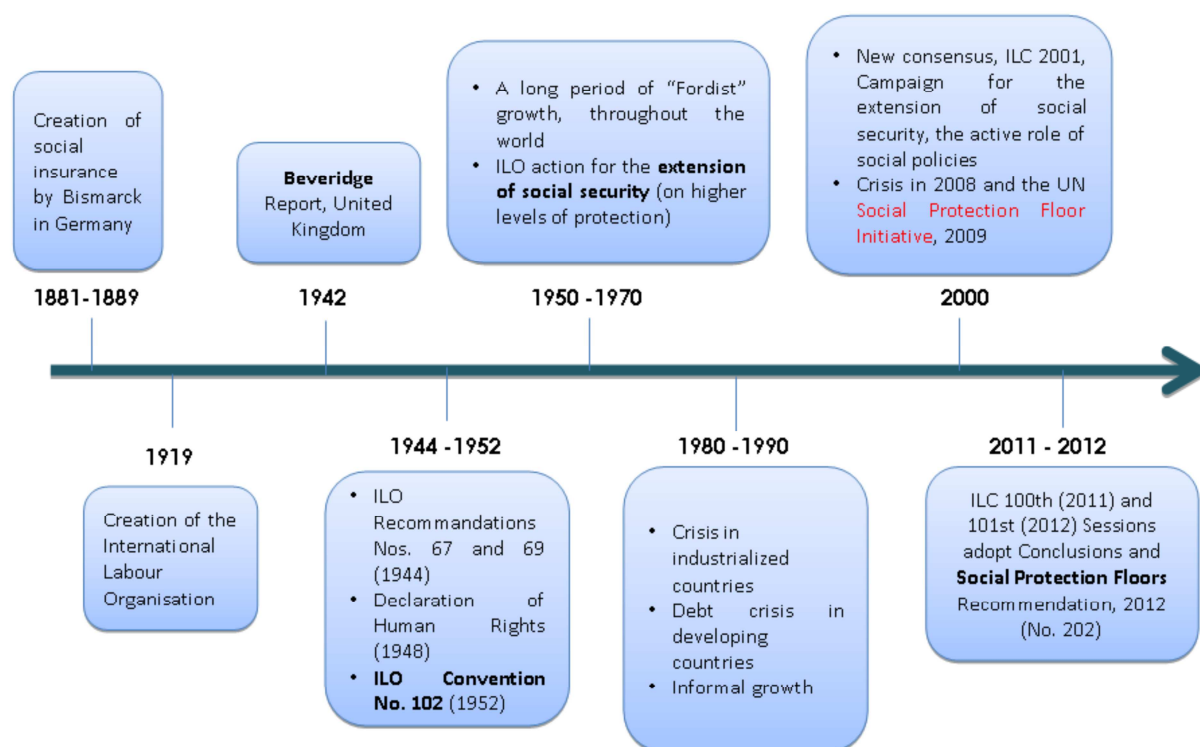 Creation of
social
insurance
by Bismarck
in Germany
1881-1889
Beveridge
Report, United
Kingdom
1942
• A long period of "Fordist"
growth, throughout the
world
• ILO action for the extension
of social security (on higher
levels of protection)
1950 -1970
• New consensus, ILC 2001,
Campaign for the
extension of social
security, the active role of
social policies
• Crisis in 2008 and the UN
Social Protection Floor
Initiative, 2009
2000
1919
Creation of the
International
Labour
Organisation
1944 -1952
• ILO
Recommandations
Nos. 67 and 69
(1944)
• Declaration of
Human Rights
(1948)
• ILO Convention
No. 102 (1952)
1980 -1990
• Crisis in
industrialized
countries
• Debt crisis in
developing
countries
• Informal growth
2011 - 2012
ILC 100th (2011) and
101st (2012) Sessions
adopt Conclusions and
Social Protection Floors
Recommendation, 2012
(No. 202)